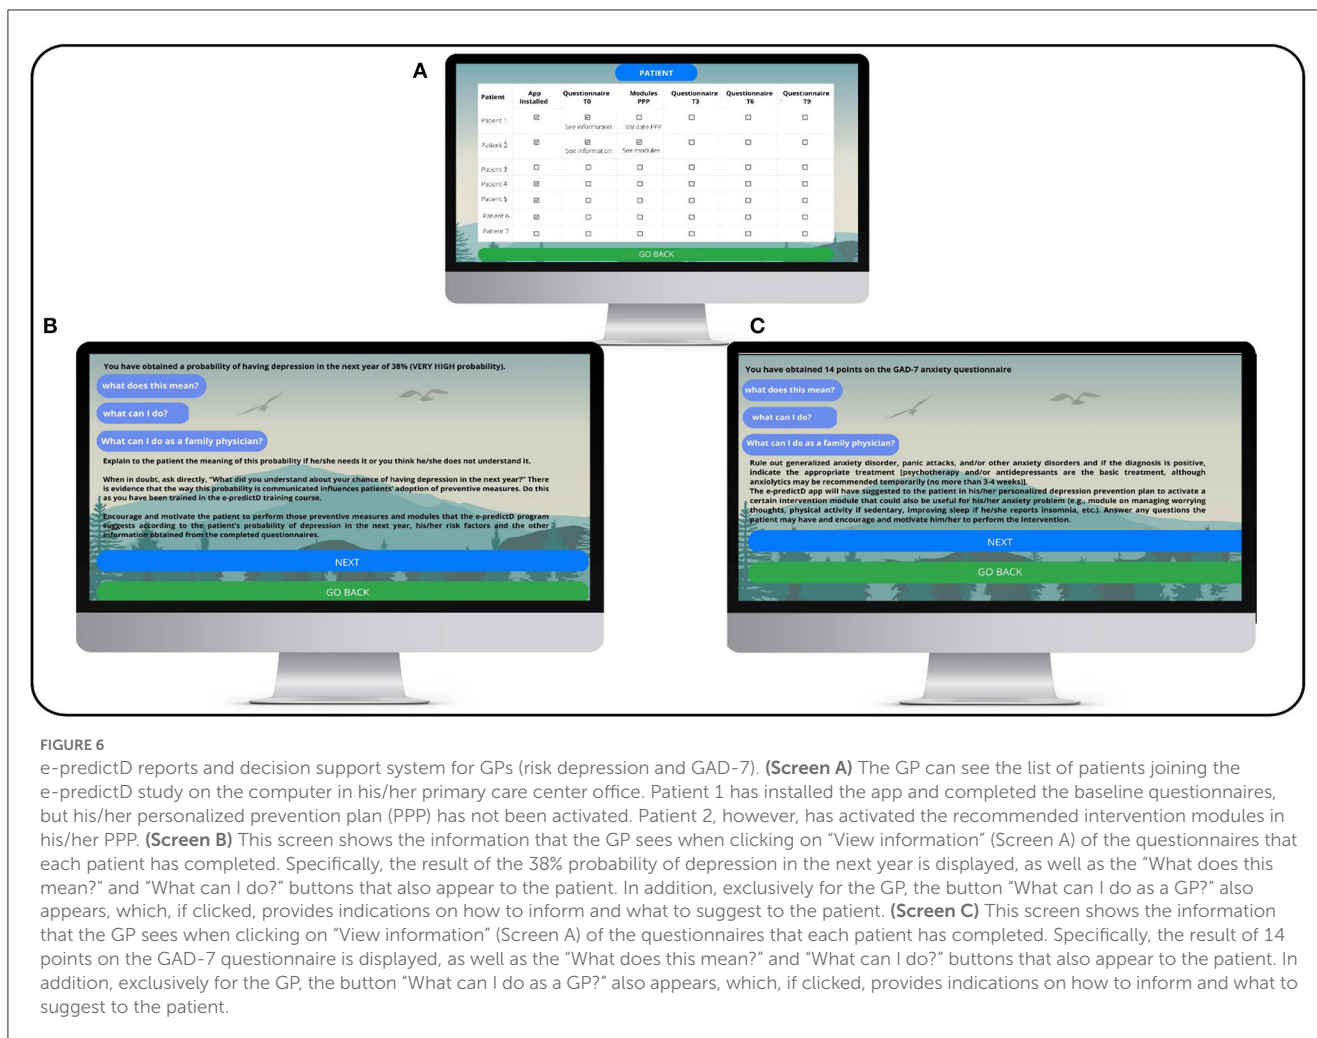 A
PATIENT
Patient App Installed Questionnaire T0 Modules PPP Questionnaire T3 Questionnaire T6 Questionnaire T9
Patient 1
See information Validate PPP
Patient 2
See information See modules
Patient 3
Patient 4
Patient 5
Patient 6
Patient 7
GO BACK
B
You have obtained a probability of having depression in the next year of 38% (VERY HIGH probability).
what does this mean?
what can I do?
What can I do as a family physician?
Explain to the patient the meaning of this probability if he/she needs it or you think he/she does not understand it.
When in doubt, ask directly, "What did you understand about your chance of having depression in the next year?" There
is evidence that the way this probability is communicated influences patients' adoption of preventive measures. Do this
as you have been trained in the e-predictD training course.
Encourage and motivate the patient to perform those preventive measures and modules that the e-predictD program
suggests according to the patient's probability of depression in the next year, his/her risk factors and the other
information obtained from the completed questionnaires.
NEXT
GO BACK
C
You have obtained 14 points on the GAD-7 anxiety questionnaire
what does this mean?
what can I do?
What can I do as a family physician?
Rule out generalized anxiety disorder, panic attacks, and/or other anxiety disorders and if the diagnosis is positive,
indicate the appropriate treatment [psychotherapy and/or antidepressants are the basic treatment, although
anxiolytics may be recommended temporarily (no more than 3-4 weeks)].
The e-predictD app will have suggested to the patient in his/her personalized depression prevention plan to activate a
certain intervention module that could also be useful for his/her anxiety problem (e.g., module on managing worrying
thoughts, physical activity if sedentary, improving sleep if he/she reports insomnia, etc.). Answer any questions the
patient may have and encourage and motivate him/her to perform the intervention.
NEXT
GO BACK
FIGURE 6
e-predictD reports and decision support system for GPs (risk depression and GAD-7). (Screen A) The GP can see the list of patients joining the
e-predictD study on the computer in his/her primary care center office. Patient 1 has installed the app and completed the baseline questionnaires,
but his/her personalized prevention plan (PPP) has not been activated. Patient 2, however, has activated the recommended intervention modules in
his/her PPP. (Screen B) This screen shows the information that the GP sees when clicking on "View information" (Screen A) of the questionnaires that
each patient has completed. Specifically, the result of the 38% probability of depression in the next year is displayed, as well as the "What does this
mean?" and "What can I do?" buttons that also appear to the patient. In addition, exclusively for the GP, the button "What can I do as a GP?" also
appears, which, if clicked, provides indications on how to inform and what to suggest to the patient. (Screen C) This screen shows the information
that the GP sees when clicking on "View information" (Screen A) of the questionnaires that each patient has completed. Specifically, the result of 14
points on the GAD-7 questionnaire is displayed, as well as the "What does this mean?" and "What can I do?" buttons that also appear to the patient. In
addition, exclusively for the GP, the button "What can I do as a GP?" also appears, which, if clicked, provides indications on how to inform and what to
suggest to the patient.